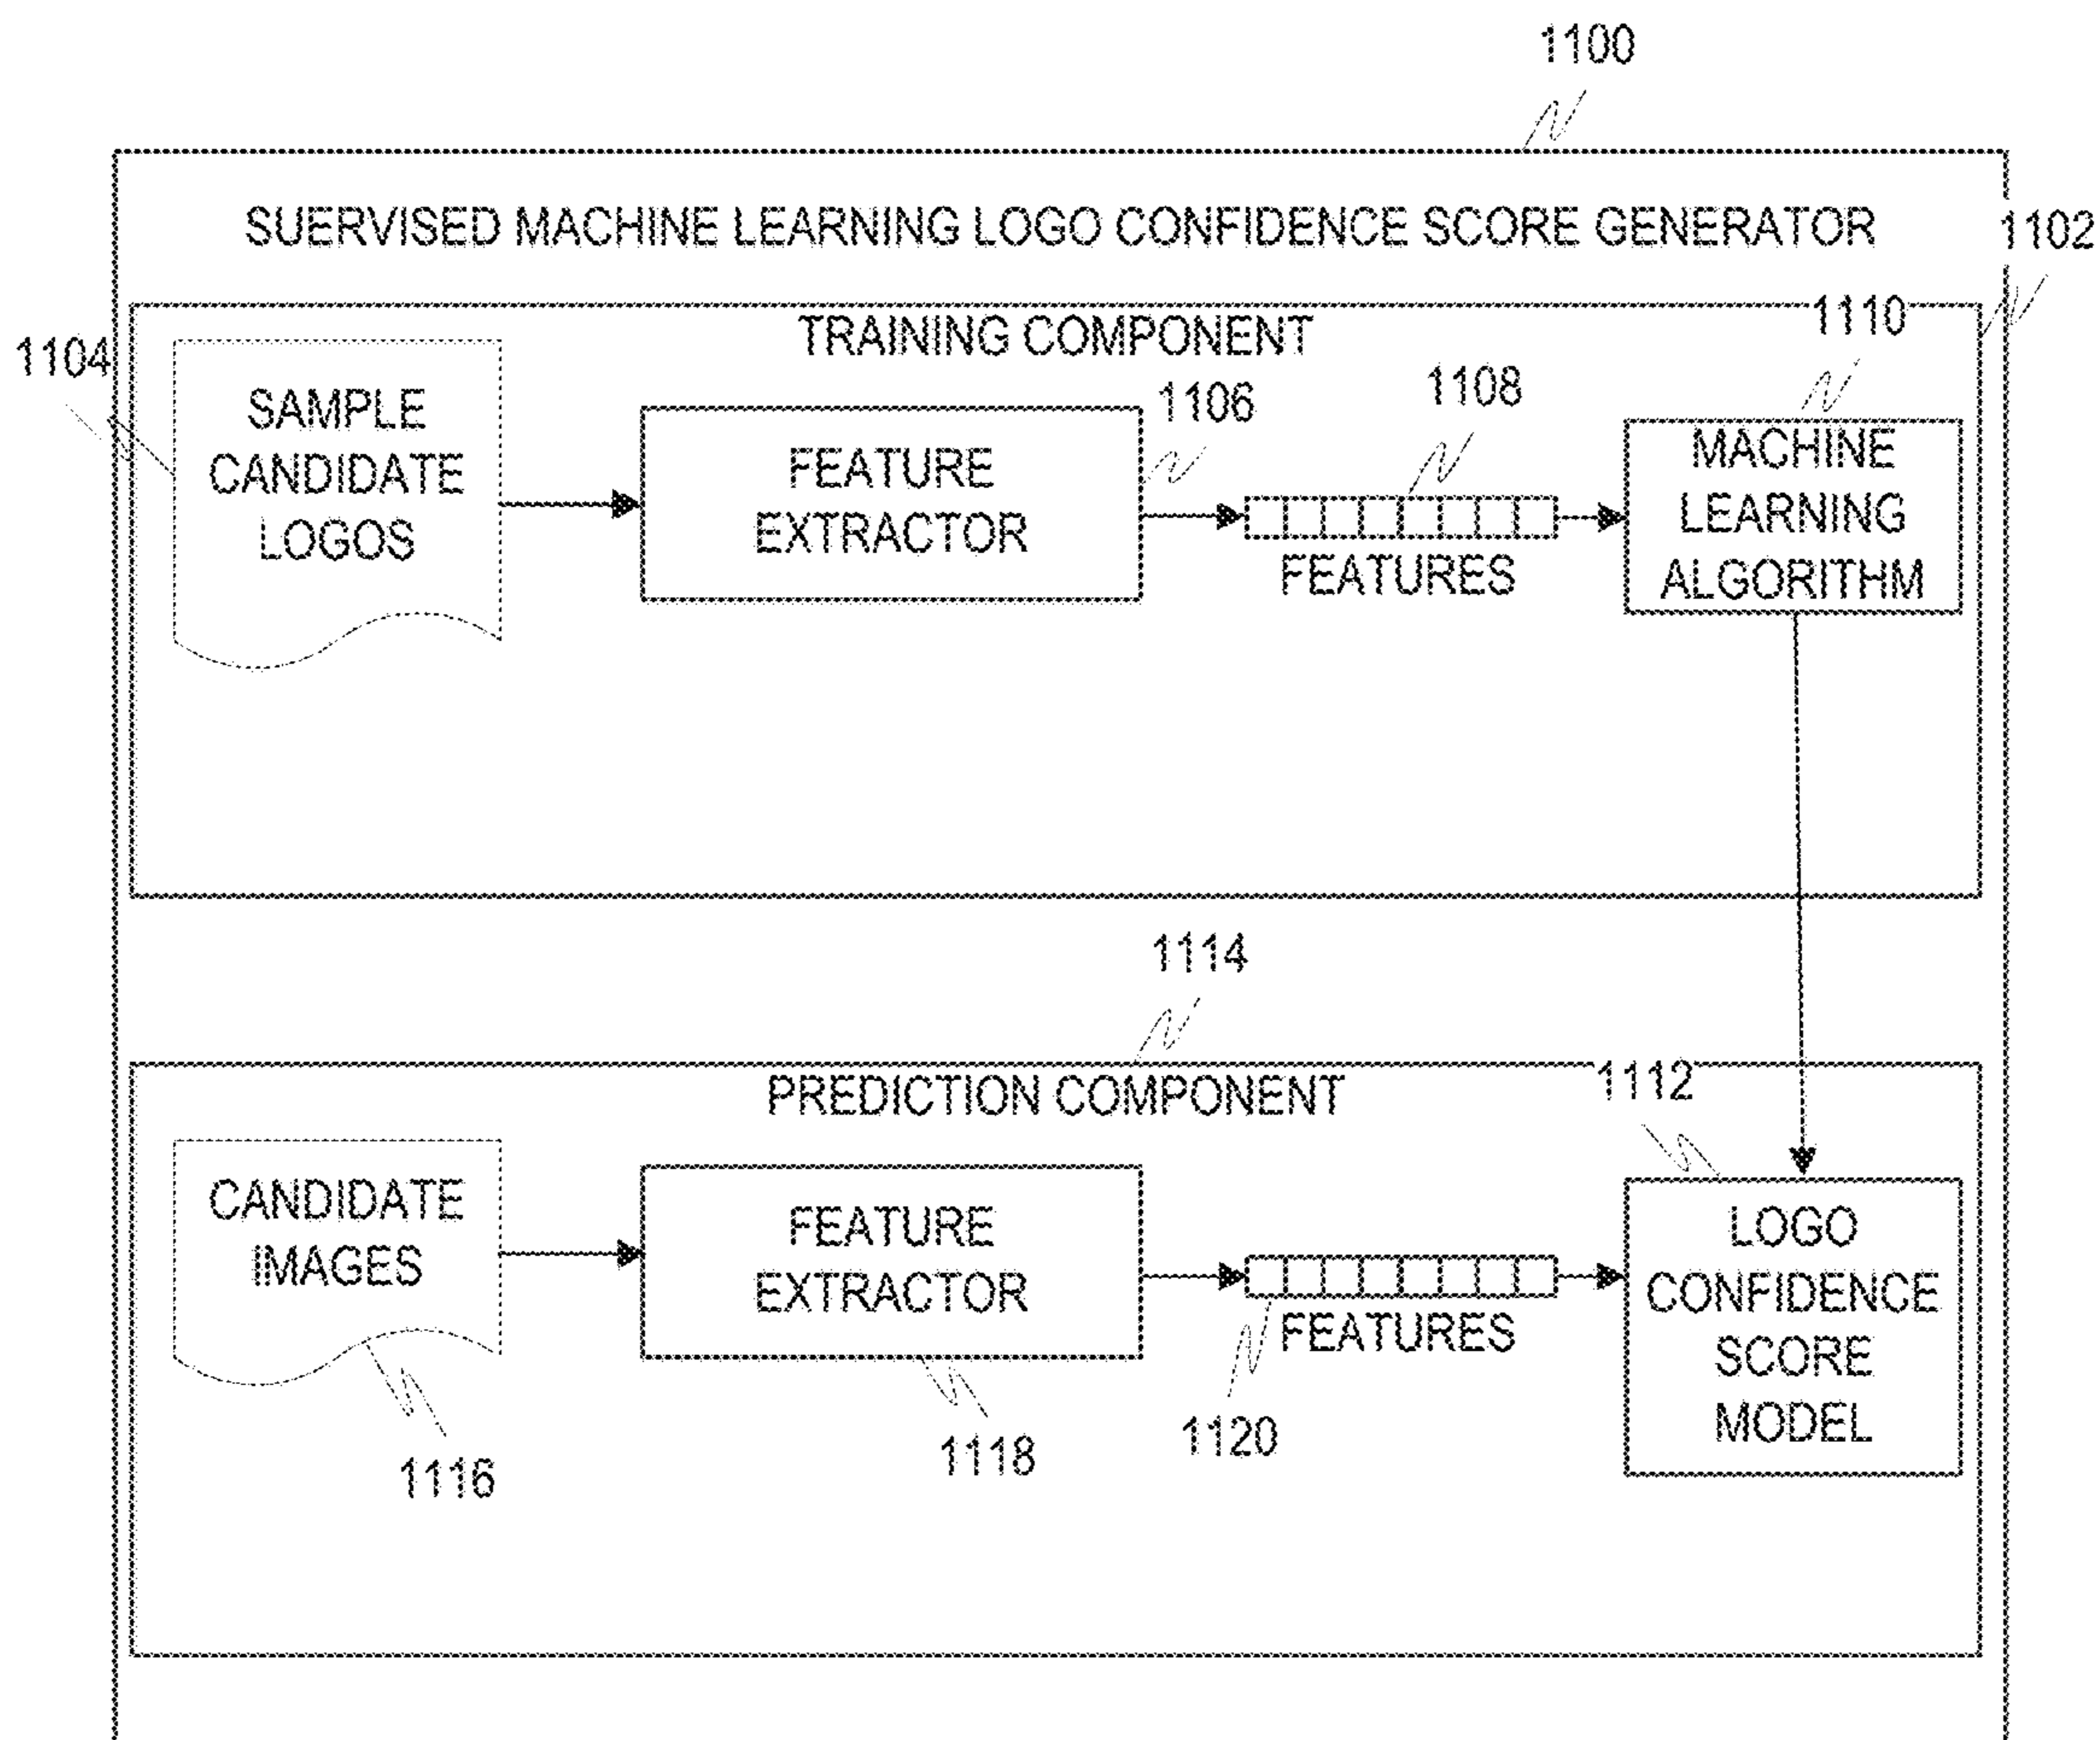 1100
SUERVISED MACHINE LEARNING LOGO CONFIDENCE SCORE GENERATOR
1102
TRAINING COMPONENT
1110
1104
SAMPLE
CANDIDATE
LOGOS
FEATURE
EXTRACTOR
1106
1108
FEATURES
MACHINE
LEARNING
ALGORITHM
1114
PREDICTION COMPONENT
1112
CANDIDATE
IMAGES
1116
FEATURE
EXTRACTOR
1118
FEATURES
1120
LOGO
CONFIDENCE
SCORE
MODEL